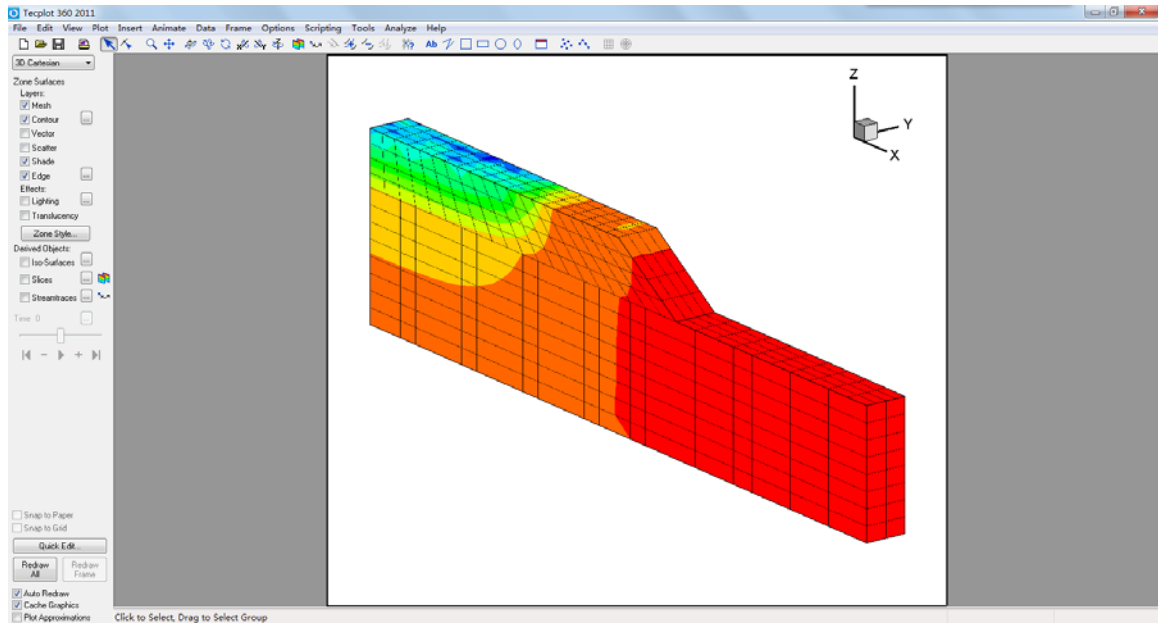 Tecplot 360 2011
File Edit View Plot Insert Animate Data Frame Options Scripting Tools Analyze Help
Ab
3D Cartesian
Zone Surfaces
Layers:
Mesh
Contour
Vector
Scatter
Shade
Edge
Effects:
Lighting
Translucency
Zone Style...
Derived Objects:
Iso-Surfaces
Slices
Streamtraces
Time 0
Snap to Paper
Snap to Grid
Quick Edit...
Redraw All
Redraw Frame
Auto Redraw
Cache Graphics
Plot Approximations
Click to Select, Drag to Select Group
Z
Y
X